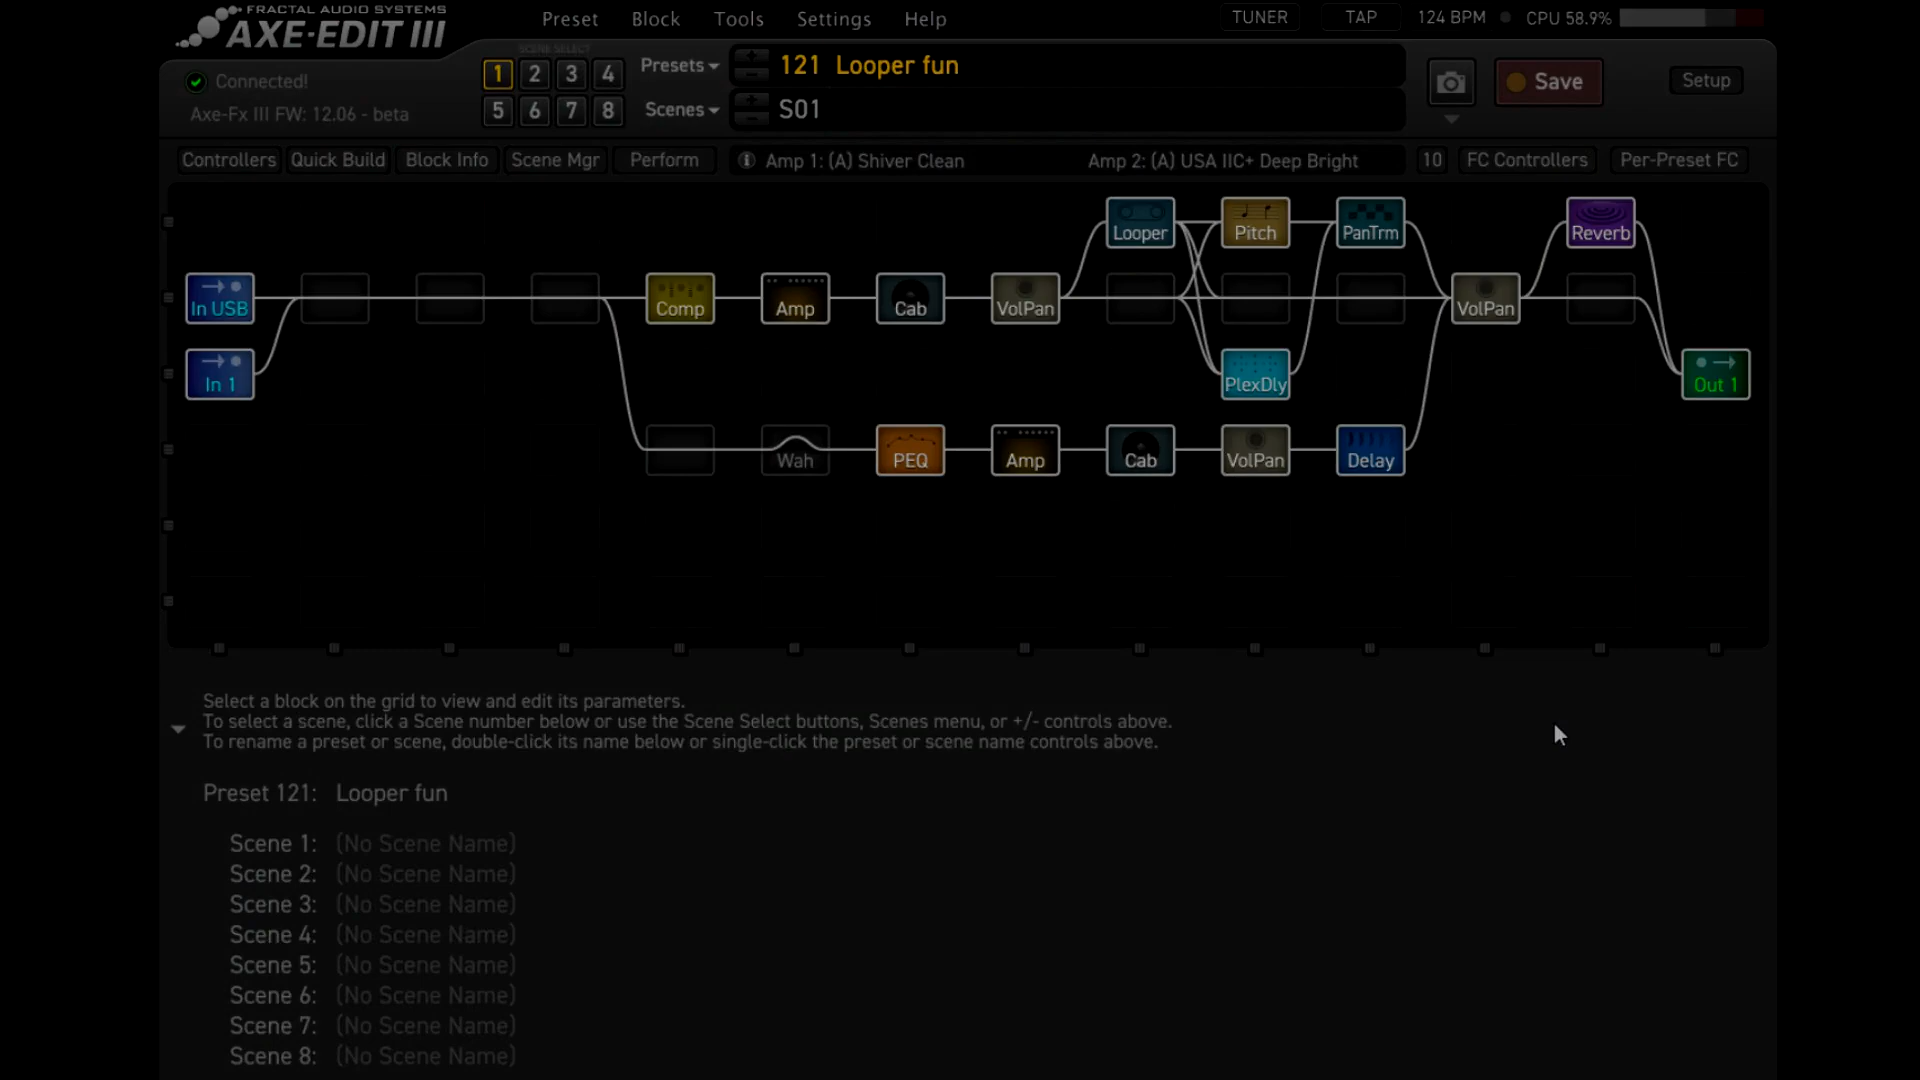 FRACTAL AUDIO SYSTEMS
AXE-EDIT III
Preset Block Tools Settings Help
TUNER TAP 124 BPM CPU 58.9%
SCENE SELECT
Connected!
Axe-Fx III FW: 12.06 - beta
1 2 3 4
5 6 7 8
Presets 121 Looper fun
Scenes S01
Save
Setup
Controllers Quick Build Block Info Scene Mgr Perform
Amp 1: (A) Shiver Clean Amp 2: (A) USA IIC+ Deep Bright
10 FC Controllers Per-Preset FC
Looper Pitch PanTrm Reverb
In USB Comp Amp Cab VolPan VolPan
In 1 PlexDly Out 1
Wah PEQ Amp Cab VolPan Delay
Select a block on the grid to view and edit its parameters.
To select a scene, click a Scene number below or use the Scene Select buttons, Scenes menu, or +/- controls above.
To rename a preset or scene, double-click its name below or single-click the preset or scene name controls above.
Preset 121: Looper fun
Scene 1: (No Scene Name)
Scene 2: (No Scene Name)
Scene 3: (No Scene Name)
Scene 4: (No Scene Name)
Scene 5: (No Scene Name)
Scene 6: (No Scene Name)
Scene 7: (No Scene Name)
Scene 8: (No Scene Name)